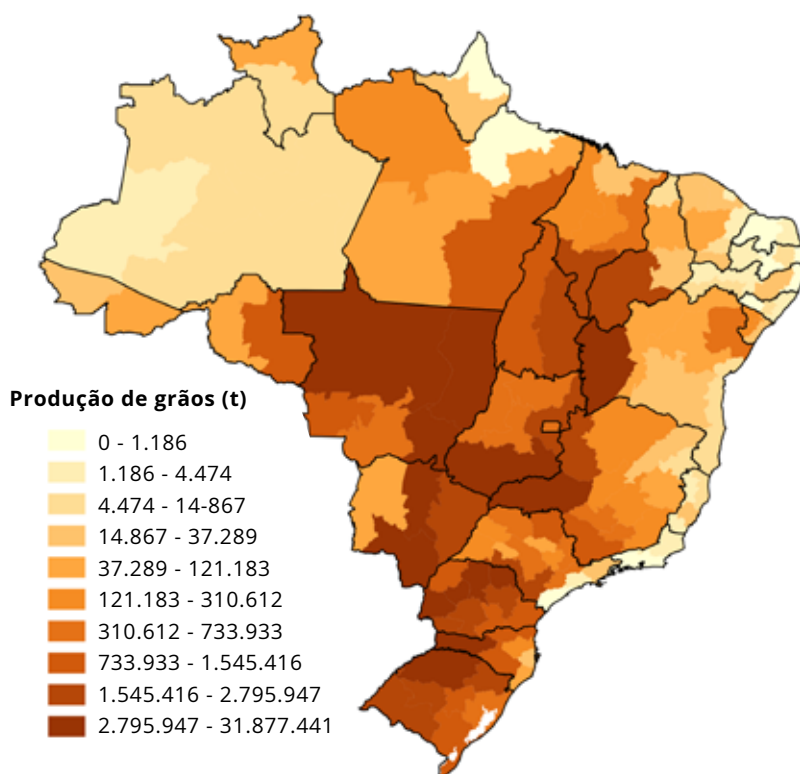 Produção de grãos (t)
0 - 1.186
1.186 - 4.474
4.474 - 14-867
14.867 - 37.289
37.289 - 121.183
121.183 - 310.612
310.612 - 733.933
733.933 - 1.545.416
1.545.416 - 2.795.947
2.795.947 - 31.877.441